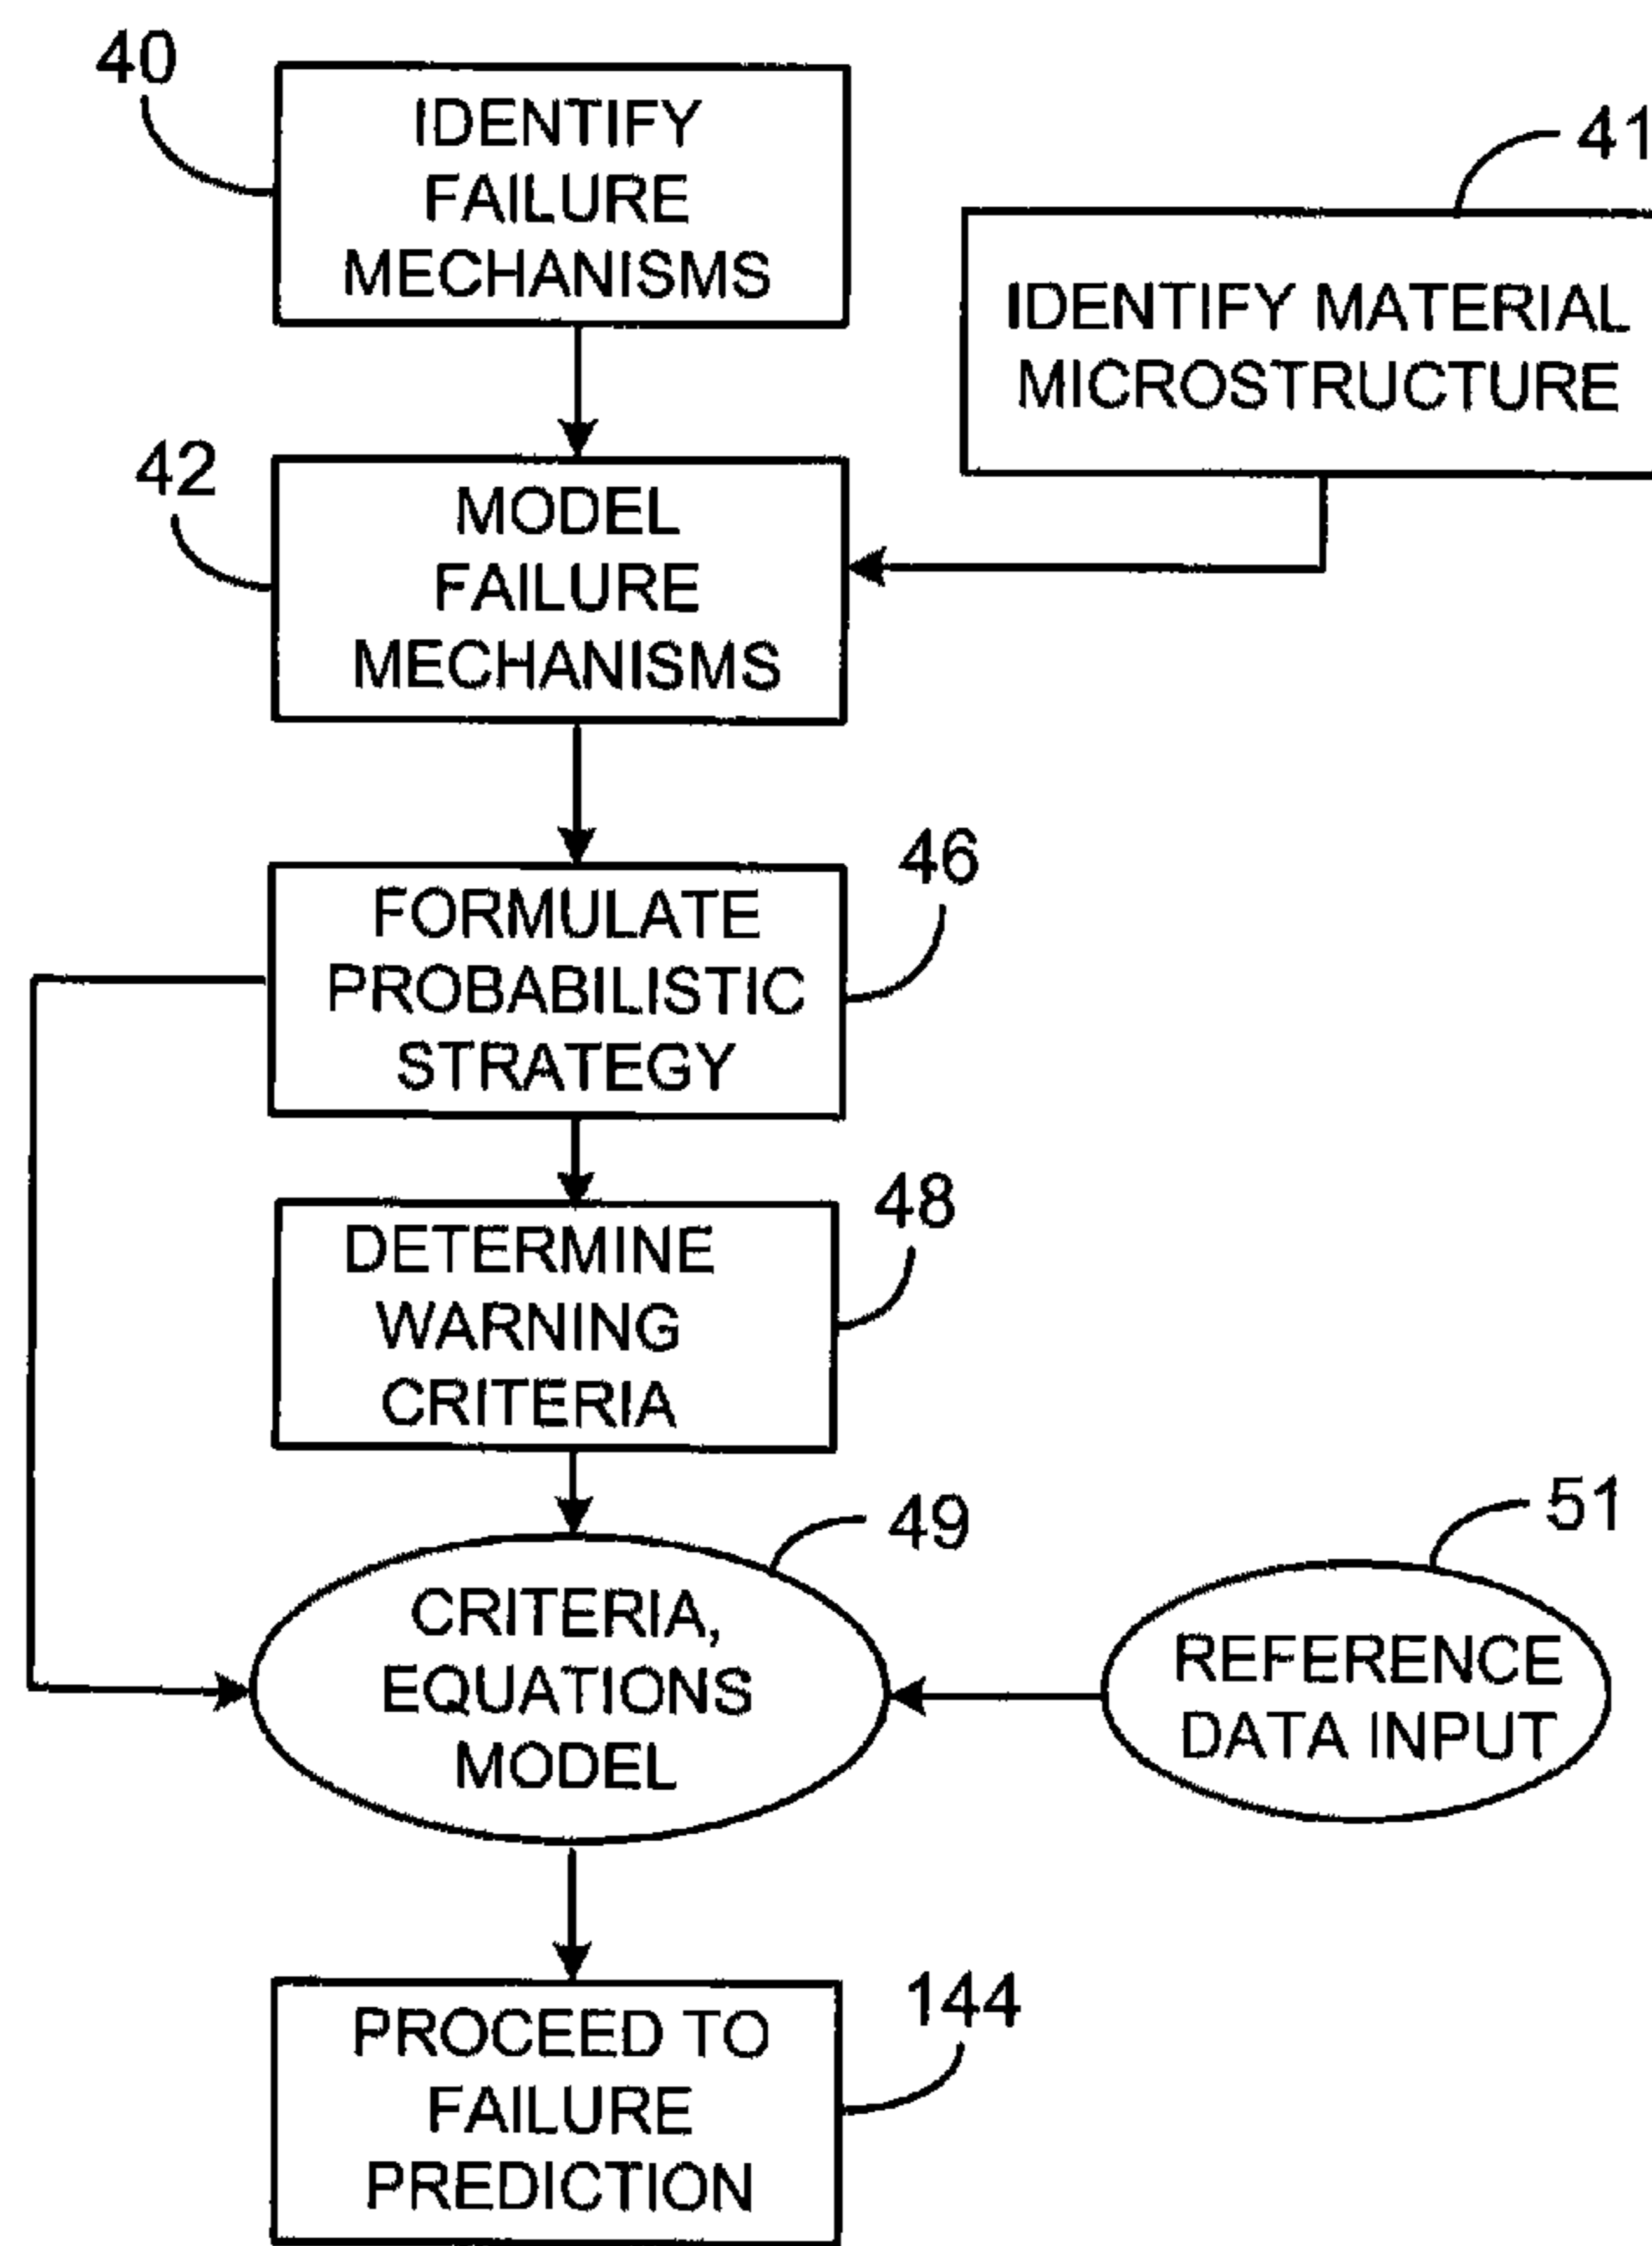 40
IDENTIFY
FAILURE
MECHANISMS
41
IDENTIFY MATERIAL
MICROSTRUCTURE
42
MODEL
FAILURE
MECHANISMS
46
FORMULATE
PROBABILISTIC
STRATEGY
48
DETERMINE
WARNING
CRITERIA
49
CRITERIA,
EQUATIONS
MODEL
51
REFERENCE
DATA INPUT
144
PROCEED TO
FAILURE
PREDICTION